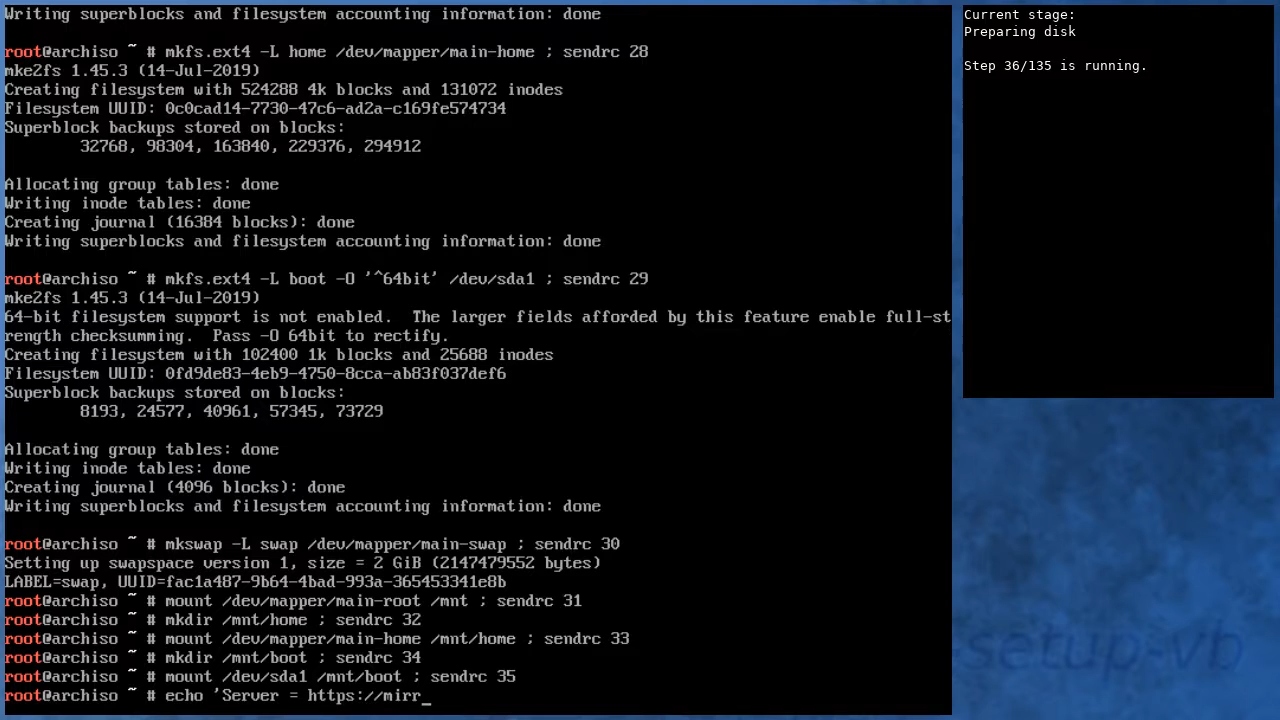 Writing superblocks and filesystem accounting information: done
root@archiso ~ # mkfs.ext4 -L home /dev/mapper/main-home ; sendrc 28
mke2fs 1.45.3 (14-Jul-2019)
Creating filesystem with 524288 4k blocks and 131072 inodes
Filesystem UUID: 0c0cad14-7730-47c6-ad2a-c169fe574734
Superblock backups stored on blocks:
32768, 98304, 163840, 229376, 294912
Allocating group tables: done
Writing inode tables: done
Creating journal (16384 blocks): done
Writing superblocks and filesystem accounting information: done
root@archiso ~ # mkfs.ext4 -L boot -O '^64bit' /dev/sda1 ; sendrc 29
mke2fs 1.45.3 (14-Jul-2019)
64-bit filesystem support is not enabled.  The larger fields afforded by this feature enable full-st
rength checksumming.  Pass -O 64bit to rectify.
Creating filesystem with 102400 1k blocks and 25688 inodes
Filesystem UUID: 0fd9de83-4eb9-4750-8cca-ab83f037def6
Superblock backups stored on blocks:
8193, 24577, 40961, 57345, 73729
Allocating group tables: done
Writing inode tables: done
Creating journal (4096 blocks): done
Writing superblocks and filesystem accounting information: done
root@archiso ~ # mkswap -L swap /dev/mapper/main-swap ; sendrc 30
Setting up swapspace version 1, size = 2 GiB (2147479552 bytes)
LABEL=swap, UUID=fac1a487-9b64-4bad-993a-365453341e8b
root@archiso ~ # mount /dev/mapper/main-root /mnt ; sendrc 31
root@archiso ~ # mkdir /mnt/home ; sendrc 32
root@archiso ~ # mount /dev/mapper/main-home /mnt/home ; sendrc 33
root@archiso ~ # mkdir /mnt/boot ; sendrc 34
root@archiso ~ # mount /dev/sda1 /mnt/boot ; sendrc 35
root@archiso ~ # echo 'Server = https://mirr_
Current stage:
Preparing disk
Step 36/135 is running.
-setup-vb